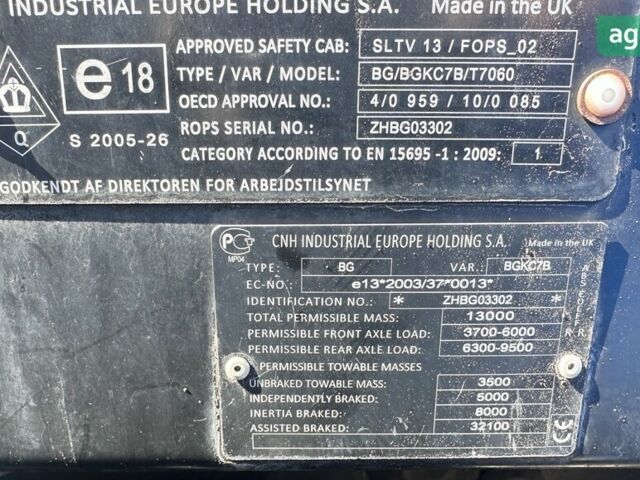 INDUSTRIAL EUROPE HOLDING S.A. Made in the UK
ag
APPROVED SAFETY CAB: SLTV 13 / FOPS_02
e 18 TYPE / VAR / MODEL: BG/BGKC7B/T7060
OECD APPROVAL NO.: 4/0 959 / 10/0 085
Q S 2005-26 ROPS SERIAL NO.: ZHBG03302
CATEGORY ACCORDING TO EN 15695 -1 : 2009: 1
GODKENDT AF DIREKTOREN FOR ARBEJDSTILSYNET
MP04 CNH INDUSTRIAL EUROPE HOLDING S.A. Made in the UK
TYPE: BG VAR. BGKC7B
EC-NO.: e13*2003/37*0013*
IDENTIFICATION NO.: * ZHBG03302 *
TOTAL PERMISSIBLE MASS: 13000
PERMISSIBLE FRONT AXLE LOAD: 3700-6000
PERMISSIBLE REAR AXLE LOAD: 6300-9500
PERMISSIBLE TOWABLE MASSES
UNBRAKED TOWABLE MASS: 3500
INDEPENDENTLY BRAKED: 5000
INERTIA BRAKED: 8000
ASSISTED BRAKED: 32100